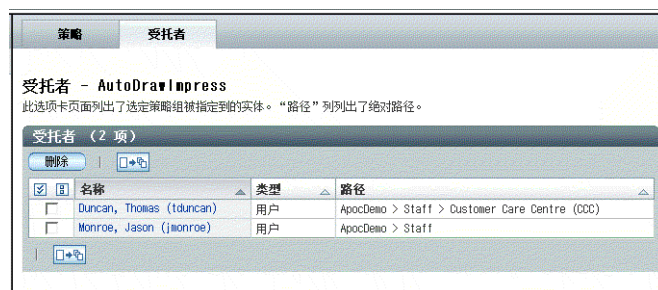 策略 受托者
受托者 - AutoDrawImpress
此选项卡页面列出了选定策略组被指定到的实体。“路径”列列出了绝对路径。
受托者 （2 项）
删除
名称 类型 路径
Duncan, Thomas (tduncan) 用户 ApocDemo > Staff > Customer Care Centre (CCC)
Monroe, Jason (jmonroe) 用户 ApocDemo > Staff